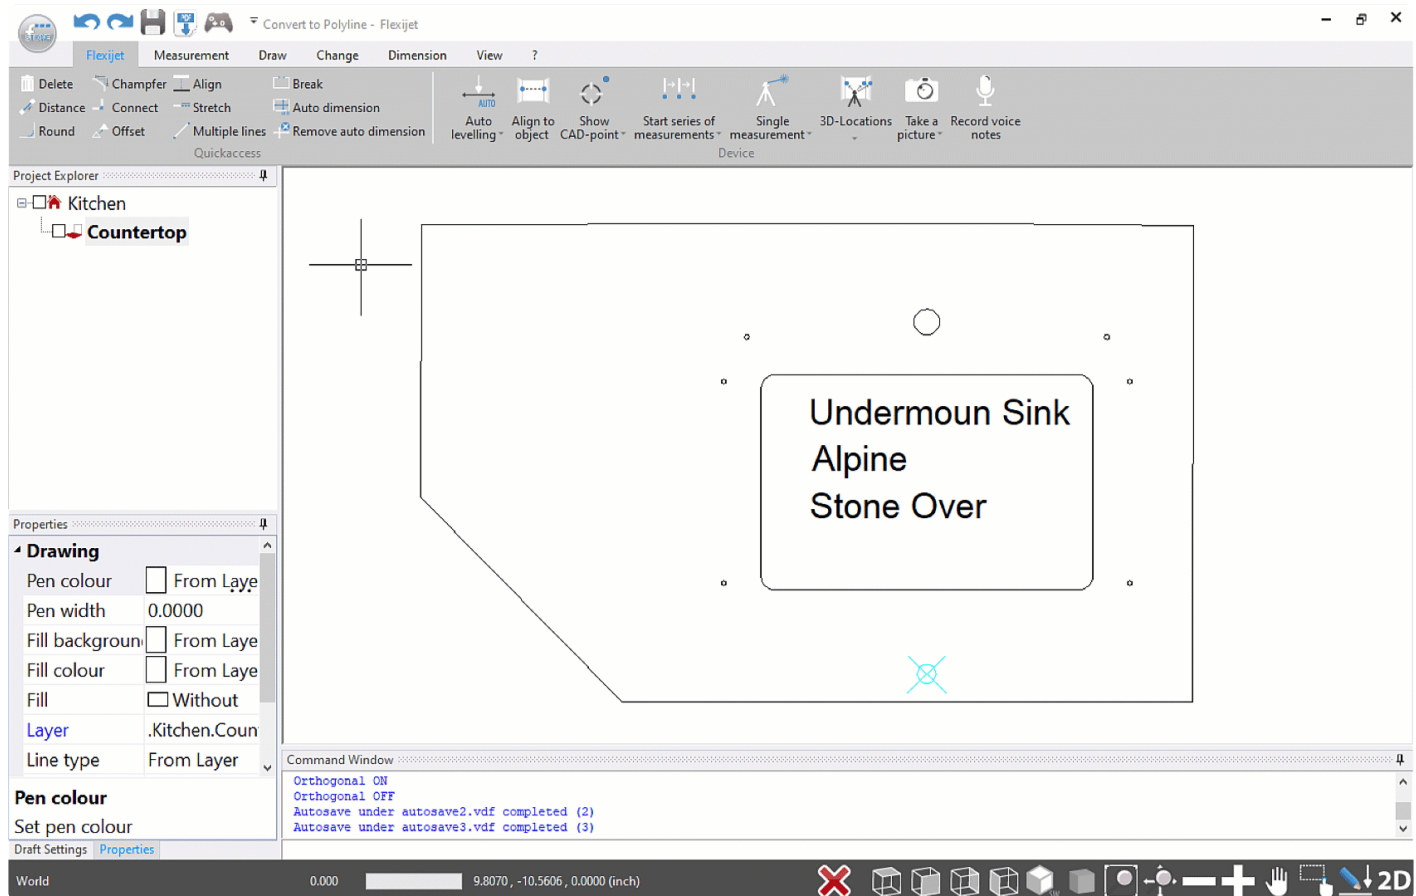 Convert to Polyline - Flexijet
Flexijet Measurement Draw Change Dimension View ?
Delete Champfer Align Break
Distance Connect Stretch Auto dimension
Round Offset Multiple lines Remove auto dimension
Quickaccess
AUTO
Auto levelling
Align to object
Show CAD-point
Start series of measurements
Single measurement
3D-Locations
Take a picture
Record voice notes
Device
Project Explorer
Kitchen
Countertop
Undermoun Sink
Alpine
Stone Over
Properties
Drawing
Pen colour From Laye
Pen width 0.0000
Fill backgroun From Laye
Fill colour From Laye
Fill Without
Layer .Kitchen.Coun
Line type From Layer
Pen colour
Set pen colour
Draft Settings Properties
Command Window
Orthogonal ON
Orthogonal OFF
Autosave under autosave2.vdf completed (2)
Autosave under autosave3.vdf completed (3)
World 0.000 9.8070 , -10.5606 , 0.0000 (inch) 2D